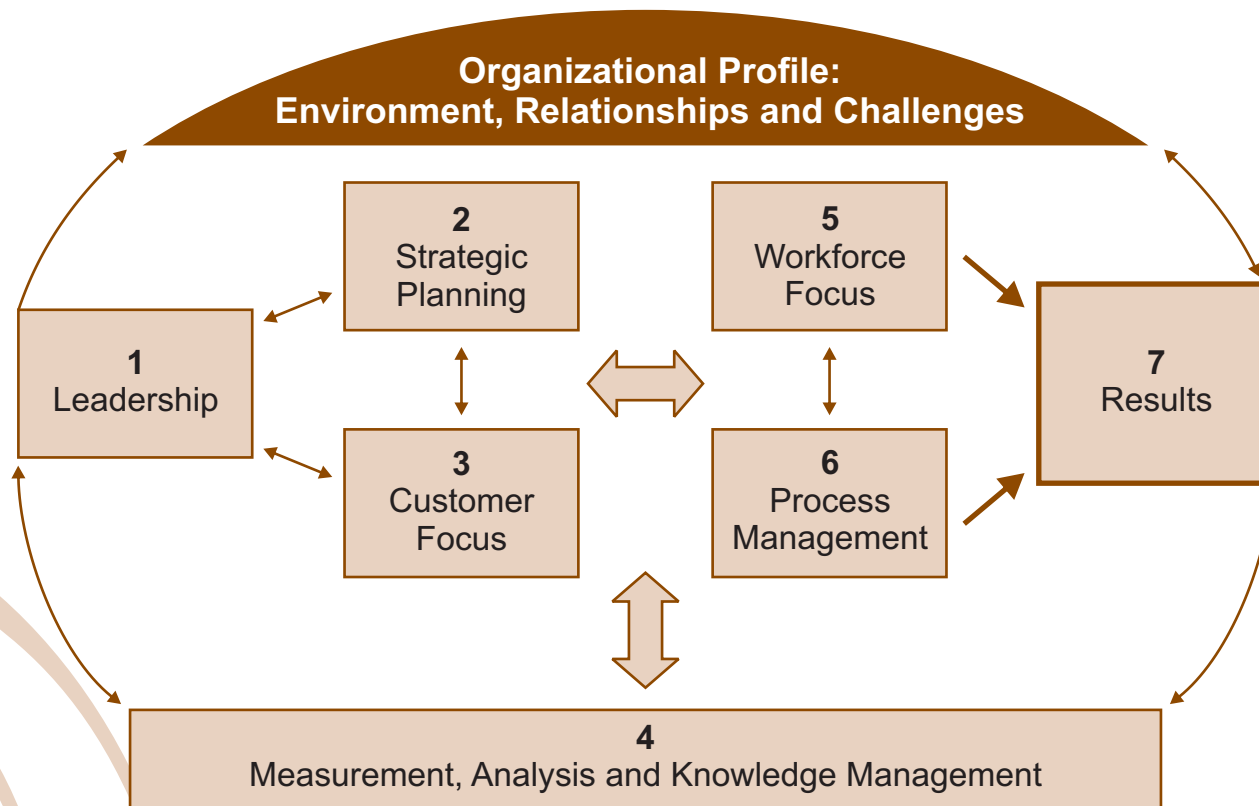 Organizational Profile:
Environment, Relationships and Challenges
2
Strategic
Planning
5
Workforce
Focus
1
Leadership
7
Results
3
Customer
Focus
6
Process
Management
4
Measurement, Analysis and Knowledge Management